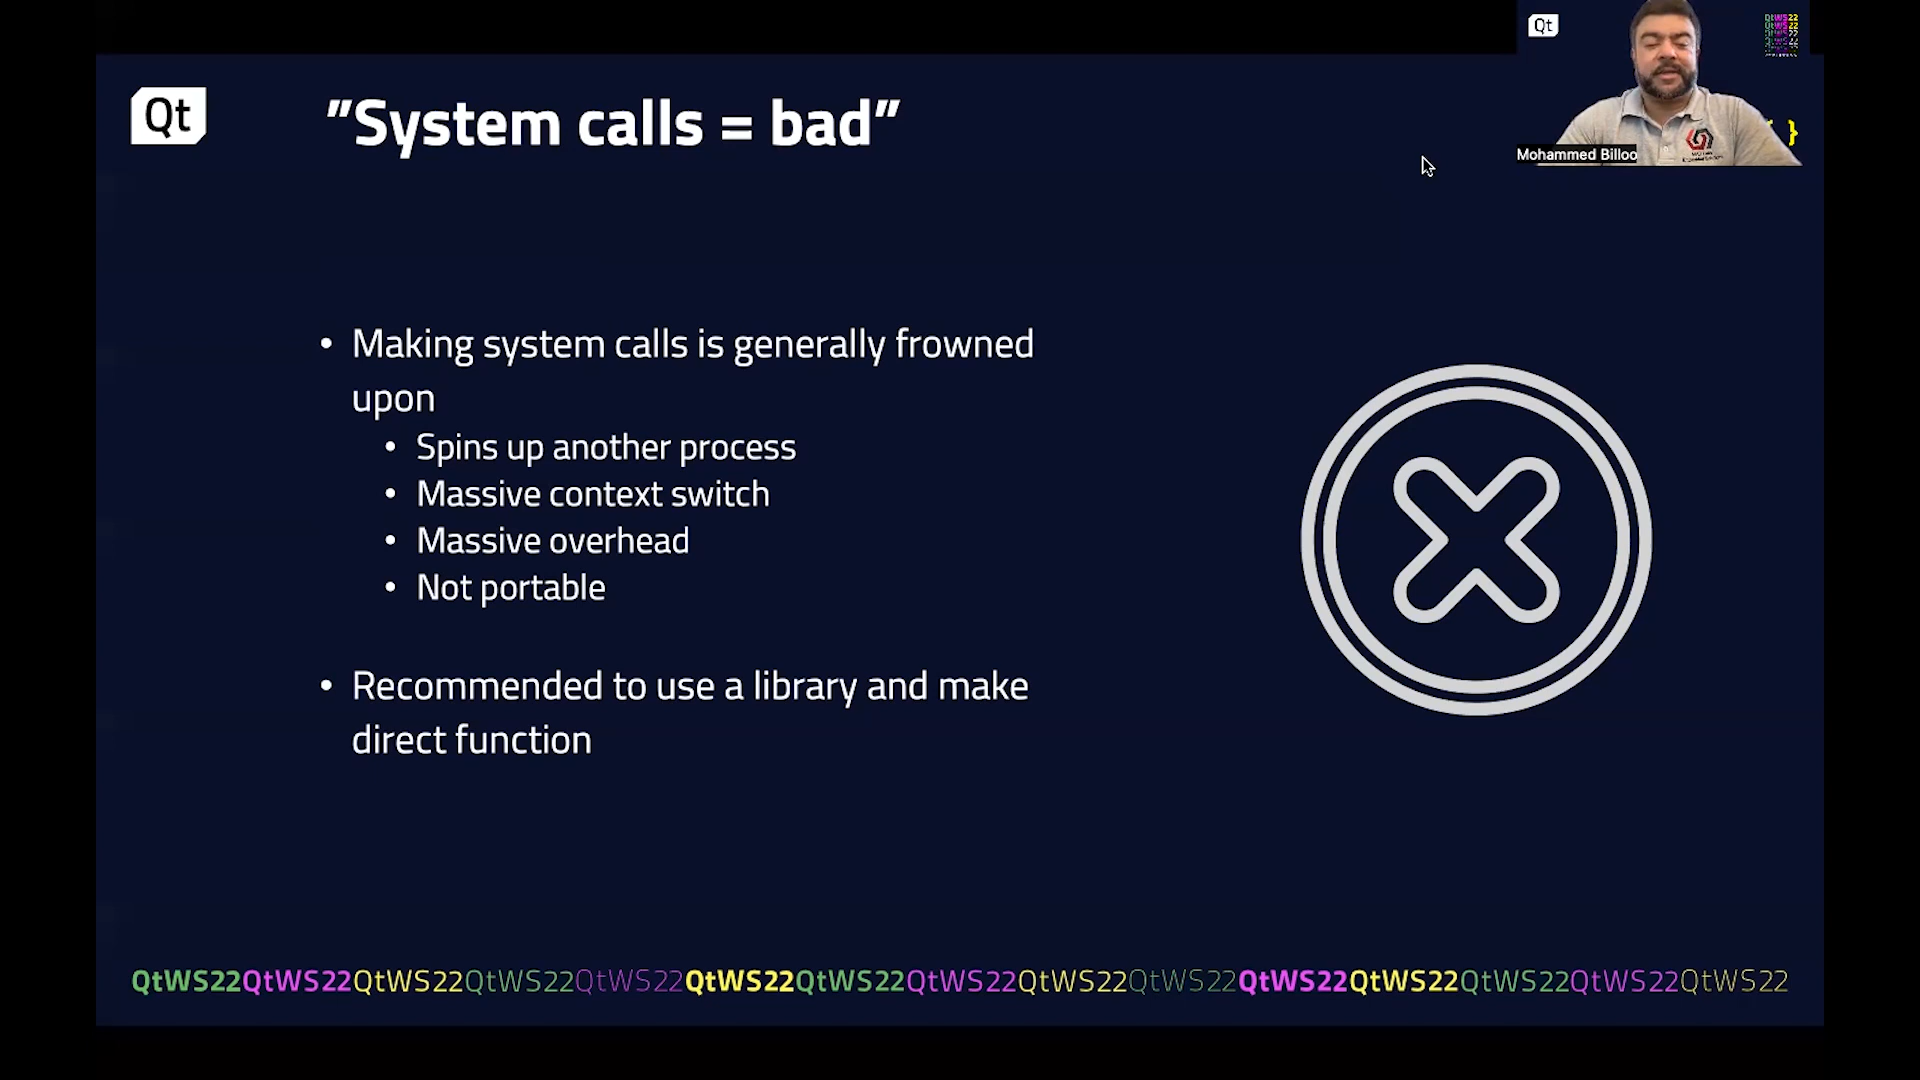 Qt
"System calls = bad"
Qt
Mohammed Billoo
}
• Making system calls is generally frowned
upon
• Spins up another process
• Massive context switch
• Massive overhead
• Not portable
• Recommended to use a library and make
direct function
QtWS22QtWS22QtWS22QtWS22QtWS22QtWS22QtWS22QtWS22QtWS22QtWS22QtWS22QtWS22QtWS22QtWS22QtWS22